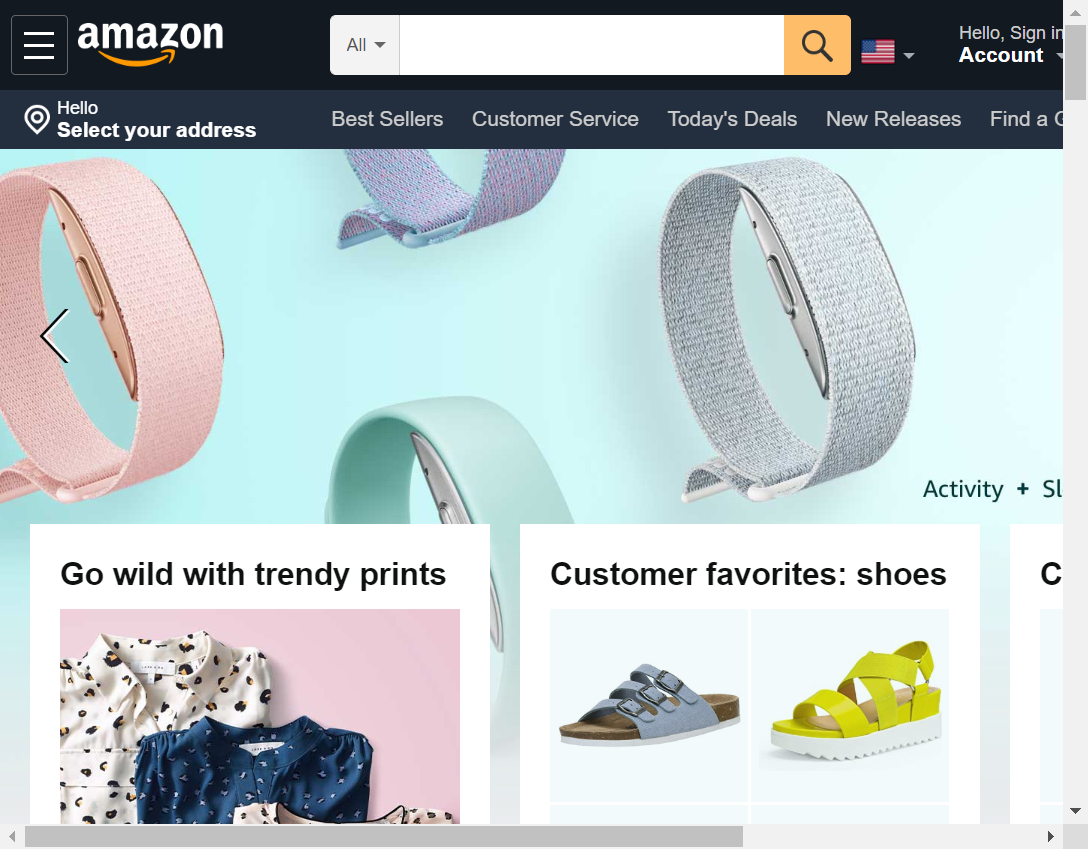 amazon
All
Hello, Sign in
Account
Hello
Select your address
Best Sellers Customer Service Today's Deals New Releases Find a G
Activity + Sl
Go wild with trendy prints
Customer favorites: shoes
C